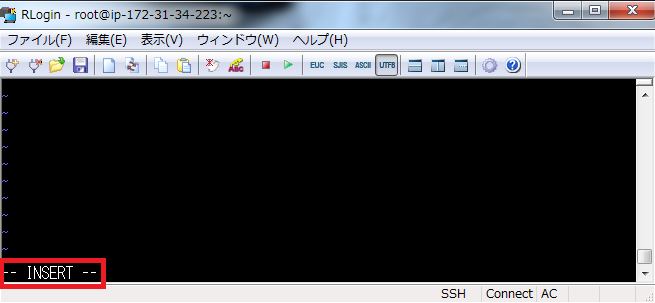 RLogin - root@ip-172-31-34-223:~
ファイル(F) 編集(E) 表示(V) ウィンドウ(W) ヘルプ(H)
ABC EUC SJIS ASCII UTF8
~
~
~
~
~
~
~
~
~
~
-- INSERT --
SSH Connect AC